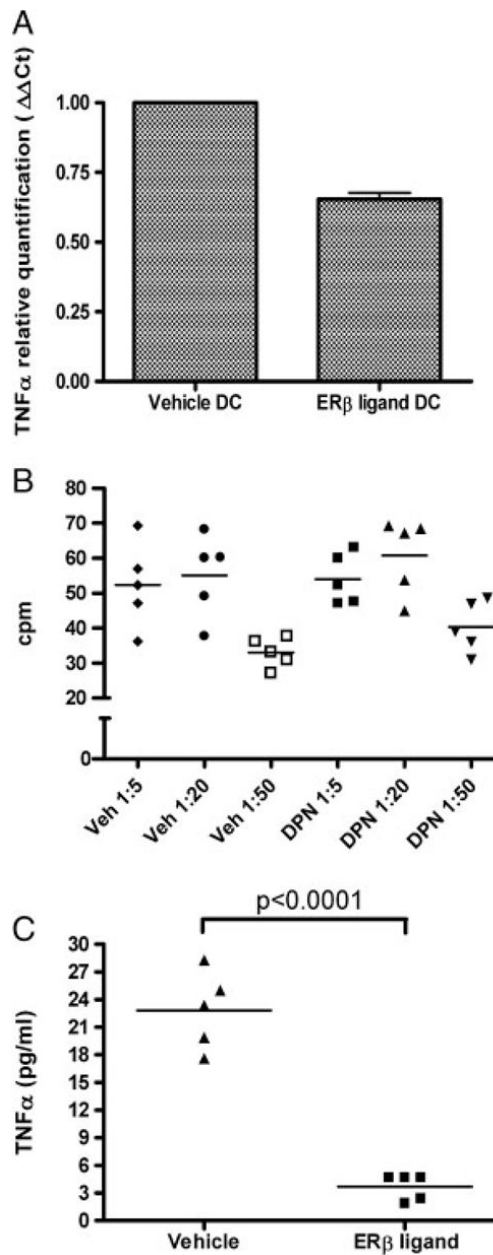 A
TNFα relative quantification ( ΔΔCt)
1.00
0.75
0.50
0.25
0.00
Vehicle DC
ERβ ligand DC
B
cpm
80
70
60
50
40
30
20
0
Veh 1:5
Veh 1:20
Veh 1:50
DPN 1:5
DPN 1:20
DPN 1:50
C
p<0.0001
TNFα (pg/ml)
30
27
24
21
18
15
12
9
6
3
0
Vehicle
ERβ ligand